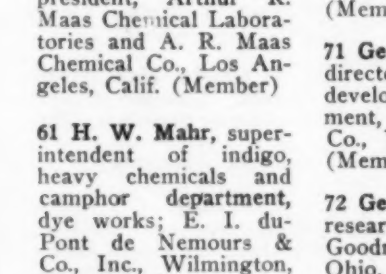 president, Arthur R.
Maas Chemical Labora-
tories and A. R. Maas
Chemical Co., Los An-
geles, Calif. (Member)
61 H. W. Mahr, super-
intendent of indigo,
heavy chemicals and
camphor department,
dye works; E. I. du-
Pont de Nemours &
Co., Inc., Wilmington,
(Mem
71 Ge
directo
develo
ment,
Co.,
(Mem
72 Ge
resear
Goodr
Ohio